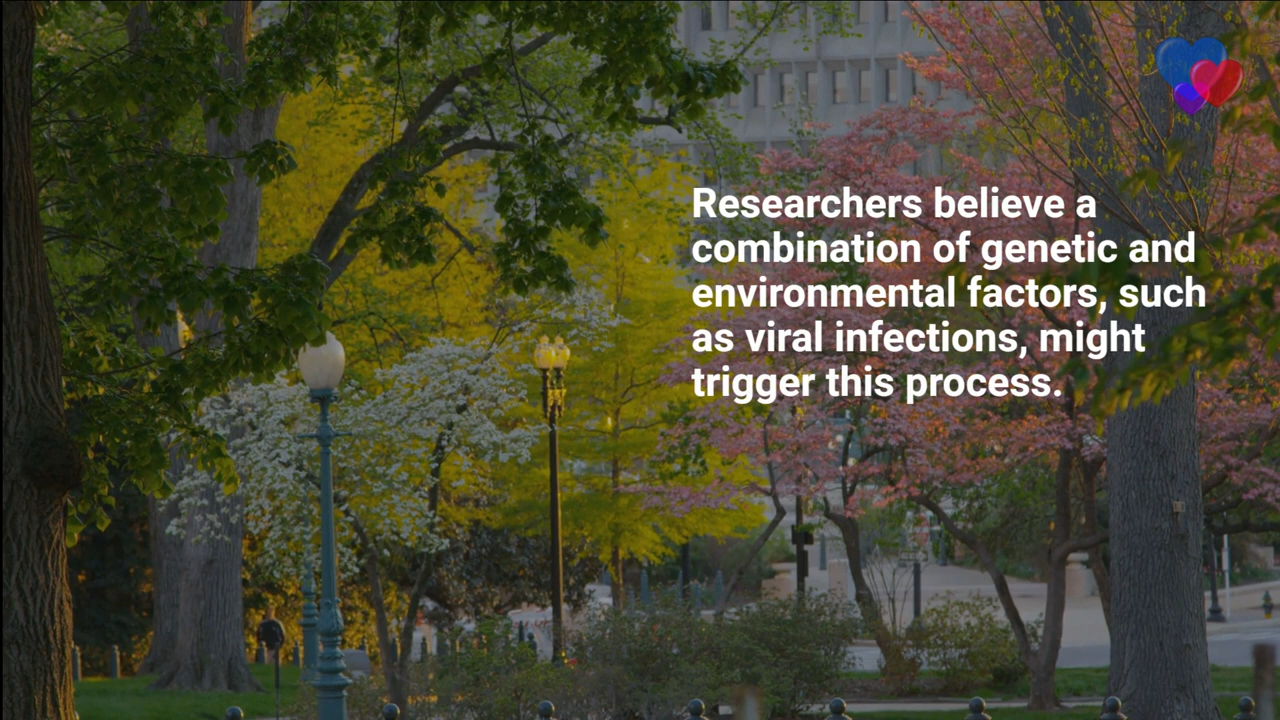 Researchers believe a
combination of genetic and
environmental factors, such
as viral infections, might
trigger this process.